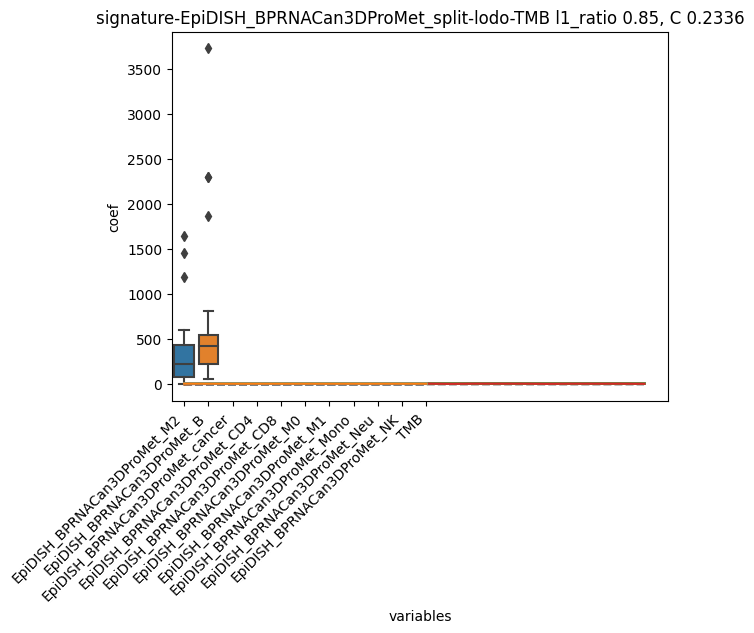 signature-EpiDISH_BPRNACan3DProMet_split-lodo-TMB l1_ratio 0.85, C 0.2336
3500
3000
2500
2000
1500
1000
500
0
coef
EpiDISH_BPRNACan3DProMet_M2
EpiDISH_BPRNACan3DProMet_B
EpiDISH_BPRNACan3DProMet_cancer
EpiDISH_BPRNACan3DProMet_CD4
EpiDISH_BPRNACan3DProMet_CD8
EpiDISH_BPRNACan3DProMet_M0
EpiDISH_BPRNACan3DProMet_M1
EpiDISH_BPRNACan3DProMet_Mono
EpiDISH_BPRNACan3DProMet_Neu
EpiDISH_BPRNACan3DProMet_NK
TMB
variables